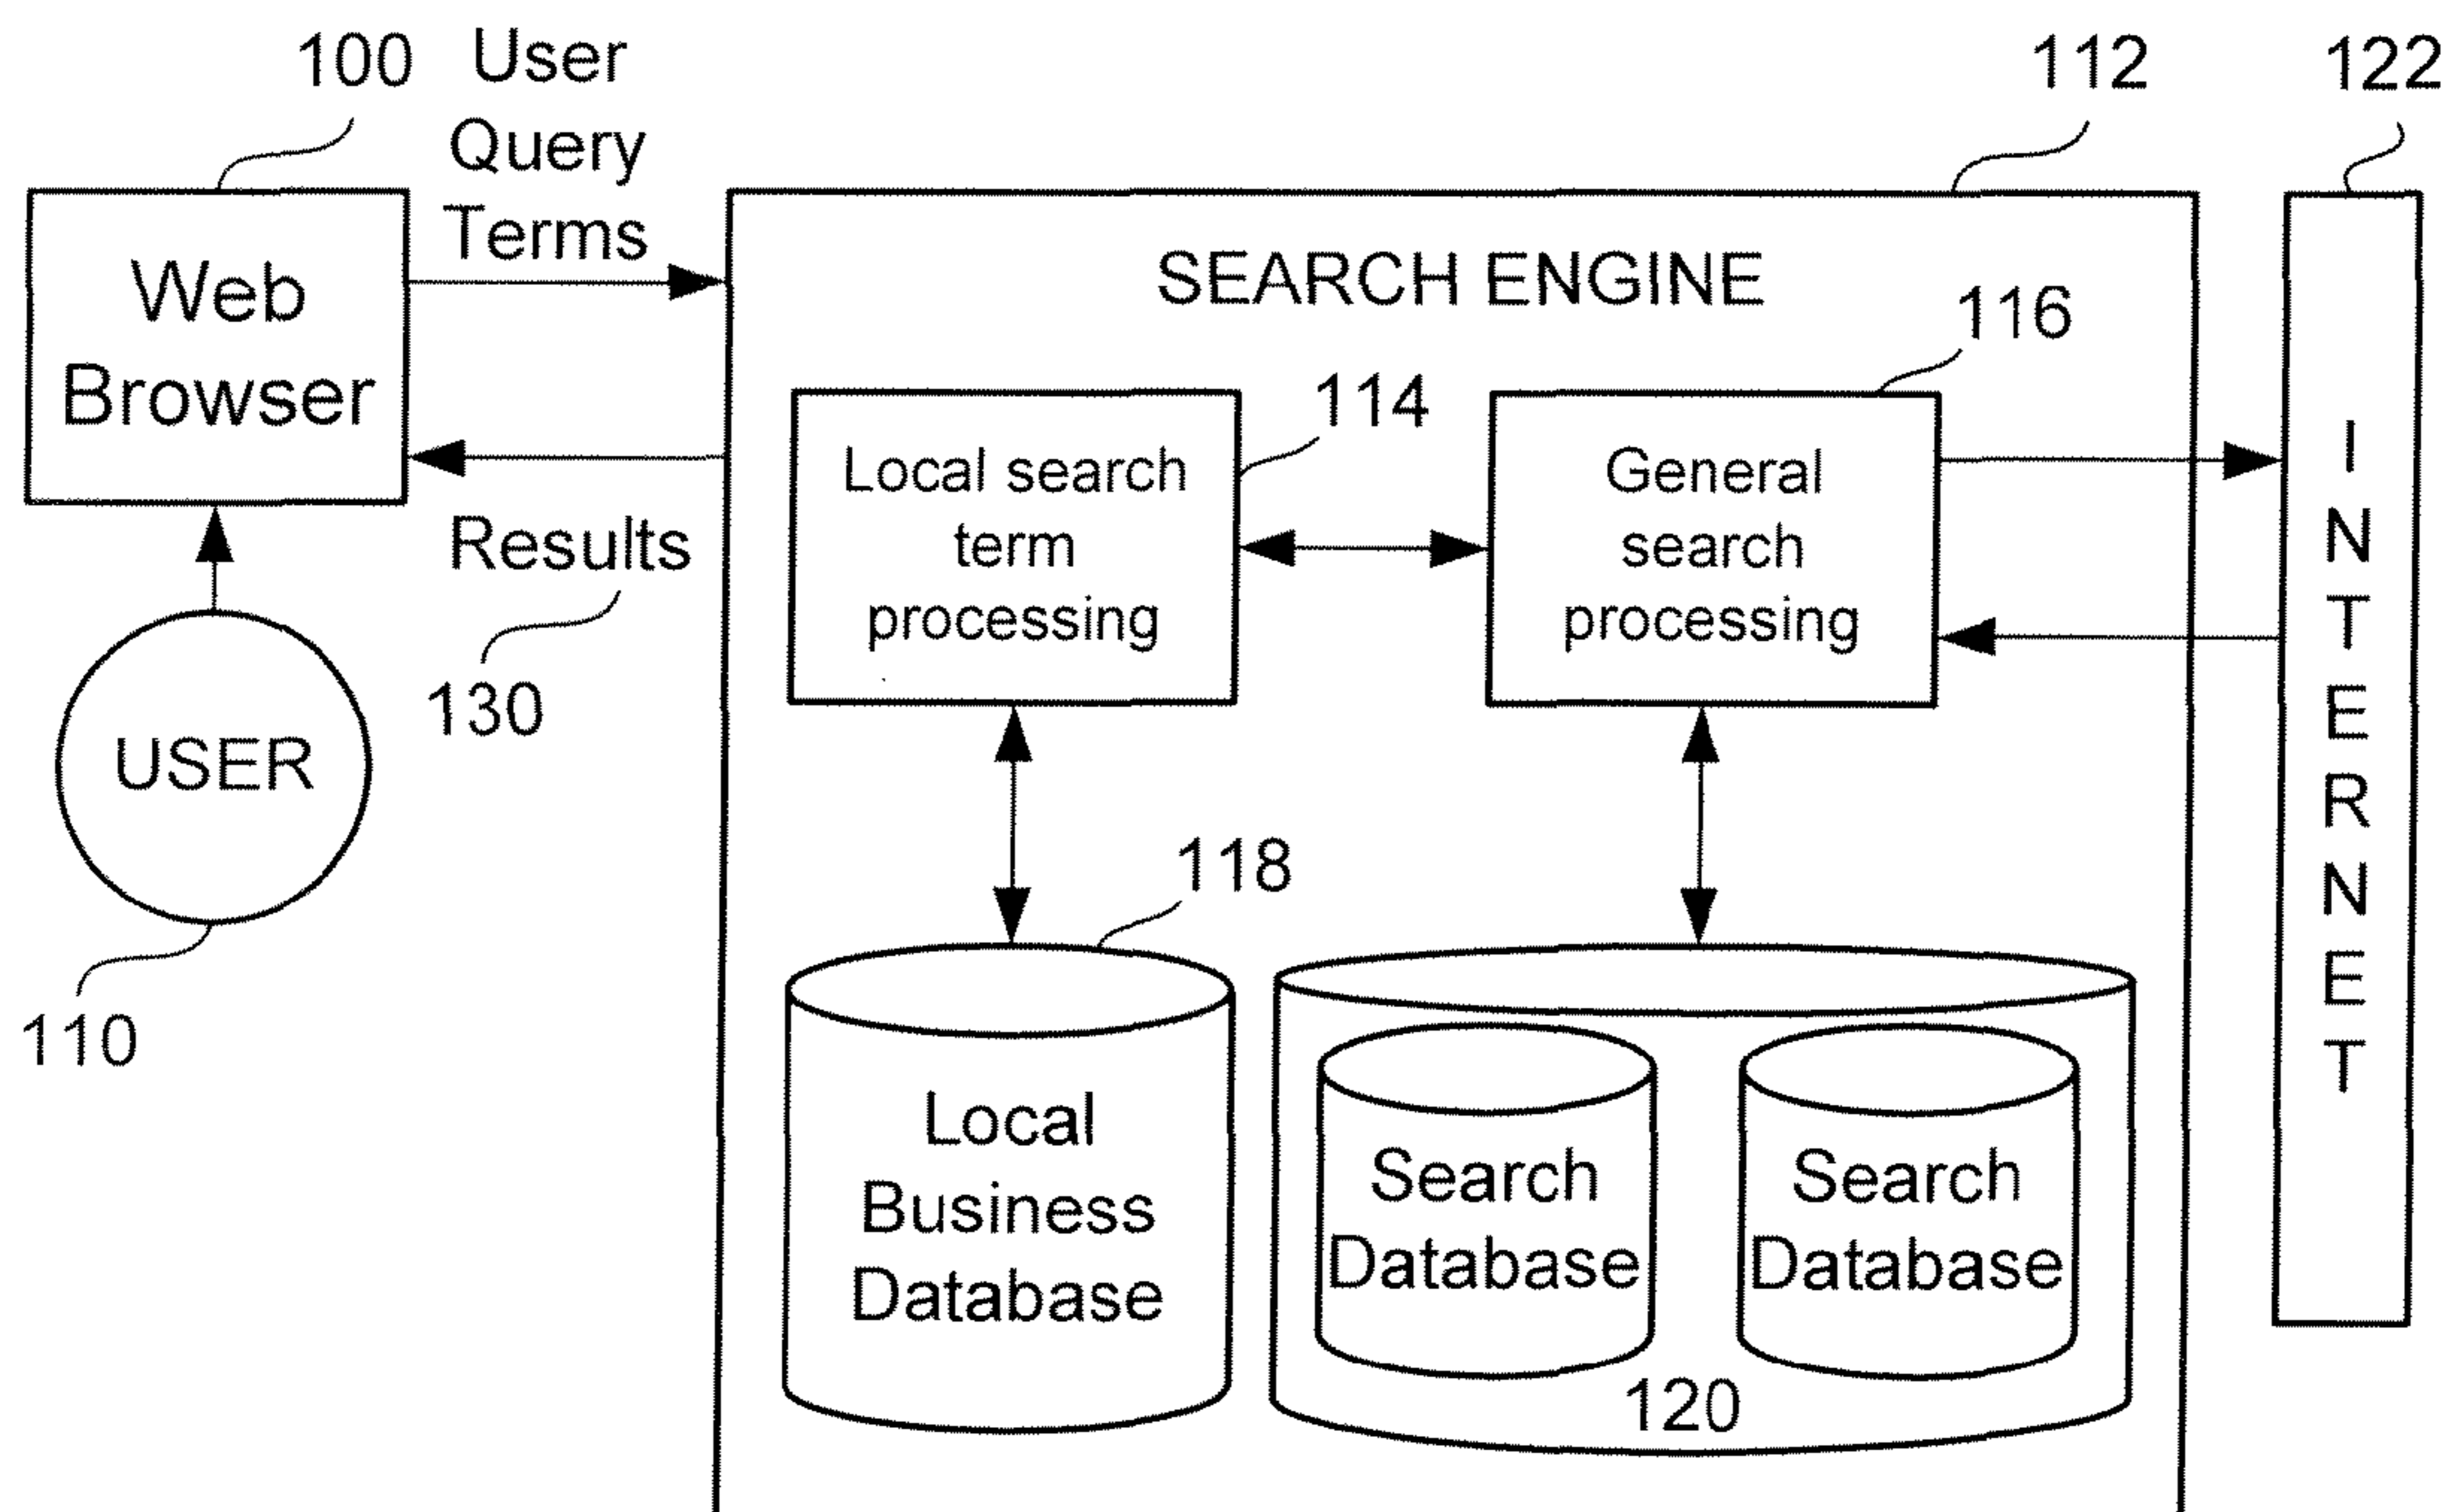 100
User
Query
Terms
112
122
Web
Browser
SEARCH ENGINE
116
114
Local search
term
processing
General
search
processing
INTERNET
Results
130
USER
110
118
Local
Business
Database
Search
Database
Search
Database
120